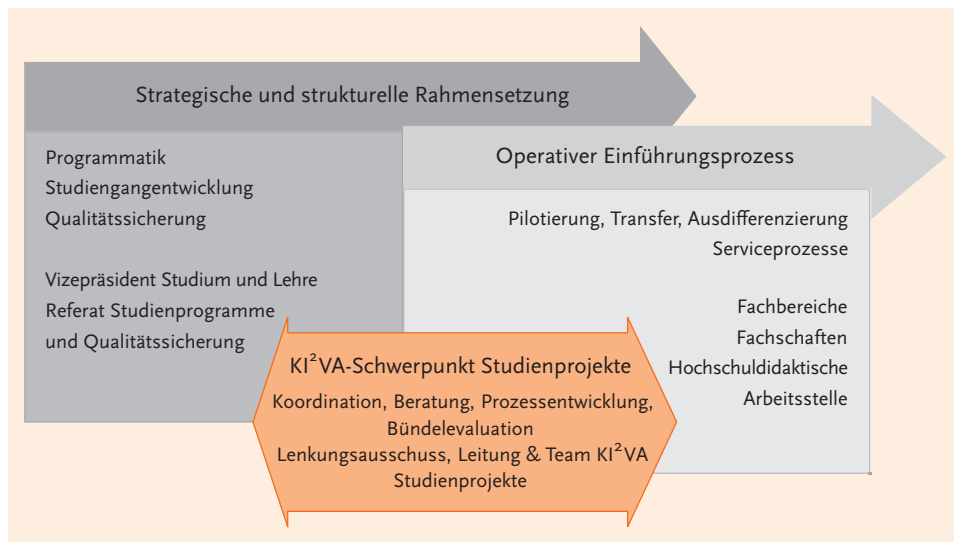 Strategische und strukturelle Rahmensetzung
Programmatik
Studiengangentwicklung
Qualitätssicherung
Vizepräsident Studium und Lehre
Referat Studienprogramme
und Qualitätssicherung
Operativer Einführungsprozess
Pilotierung, Transfer, Ausdifferenzierung
Serviceprozesse
Fachbereiche
Fachschaften
Hochschuldidaktische
Arbeitsstelle
KI²VA-Schwerpunkt Studienprojekte
Koordination, Beratung, Prozessentwicklung,
Bündelevaluation
Lenkungsausschuss, Leitung & Team KI²VA
Studienprojekte